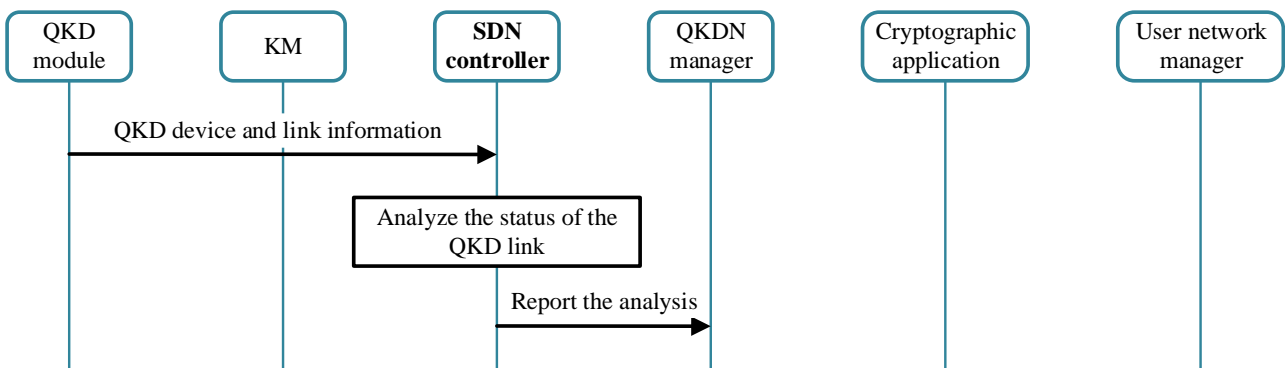 QKD
module
KM
SDN
controller
QKDN
manager
Cryptographic
application
User network
manager
QKD device and link information
Analyze the status of the
QKD link
Report the analysis